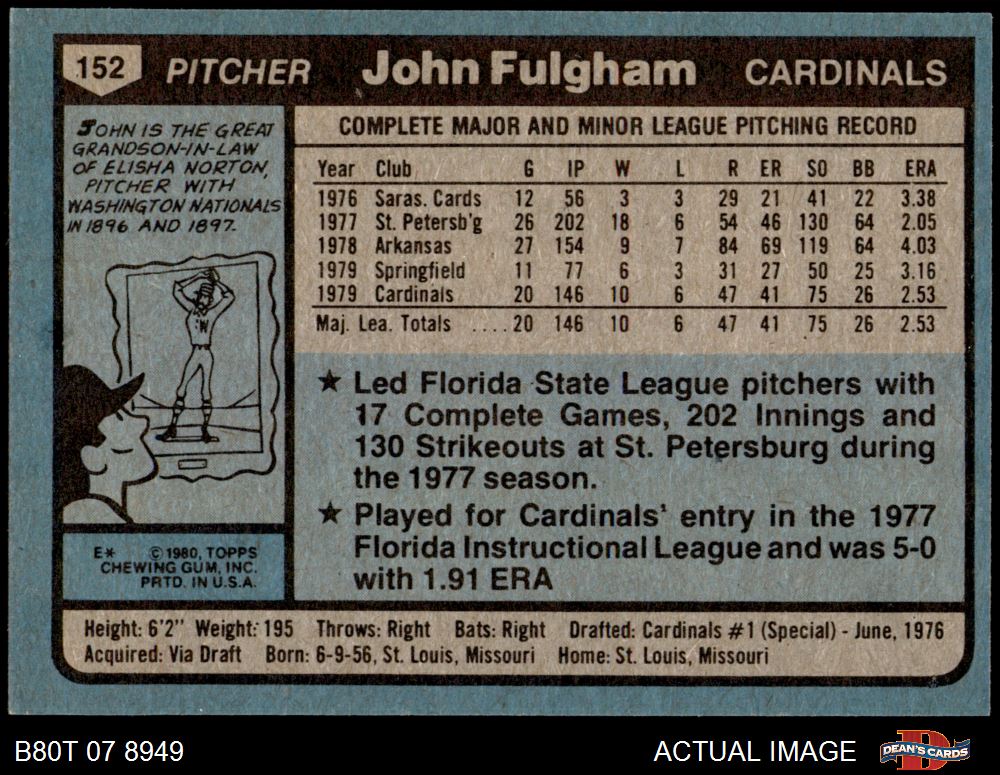 152 PITCHER John Fulgham CARDINALS
JOHN IS THE GREAT
GRANDSON-IN-LAW
OF ELISHA NORTON,
PITCHER WITH
WASHINGTON NATIONALS
IN 1896 AND 1897.
W
E* © 1980, TOPPS
CHEWING GUM, INC.
PRTD. IN U.S.A.
COMPLETE MAJOR AND MINOR LEAGUE PITCHING RECORD
Year Club G IP W L R ER SO BB ERA
1976 Saras. Cards 12 56 3 3 29 21 41 22 3.38
1977 St. Petersb'g 26 202 18 6 54 46 130 64 2.05
1978 Arkansas 27 154 9 7 84 69 119 64 4.03
1979 Springfield 11 77 6 3 31 27 50 25 3.16
1979 Cardinals 20 146 10 6 47 41 75 26 2.53
Maj. Lea. Totals ....20 146 10 6 47 41 75 26 2.53
★ Led Florida State League pitchers with
17 Complete Games, 202 Innings and
130 Strikeouts at St. Petersburg during
the 1977 season.
★ Played for Cardinals' entry in the 1977
Florida Instructional League and was 5-0
with 1.91 ERA
Height: 6'2" Weight: 195 Throws: Right Bats: Right Drafted: Cardinals #1 (Special) - June, 1976
Acquired: Via Draft Born: 6-9-56, St. Louis, Missouri Home: St. Louis, Missouri
B80T 07 8949 ACTUAL IMAGE D DEAN'S CARDS